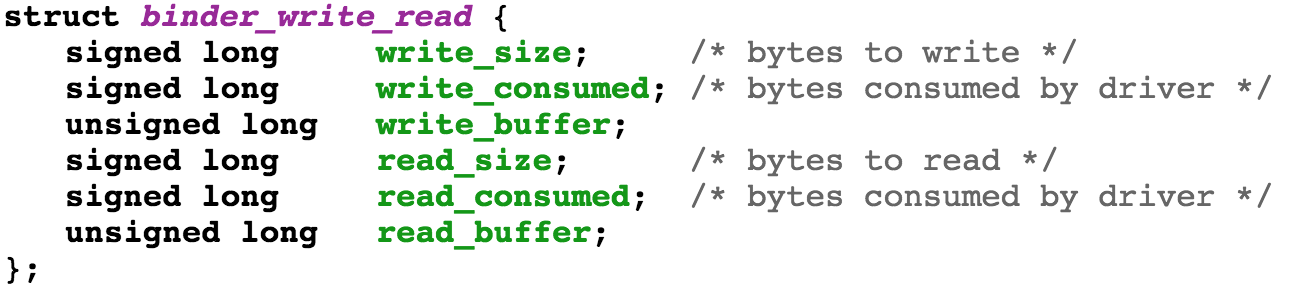 struct binder_write_read {
signed long write_size; /* bytes to write */
signed long write_consumed; /* bytes consumed by driver */
unsigned long write_buffer;
signed long read_size; /* bytes to read */
signed long read_consumed; /* bytes consumed by driver */
unsigned long read_buffer;
};